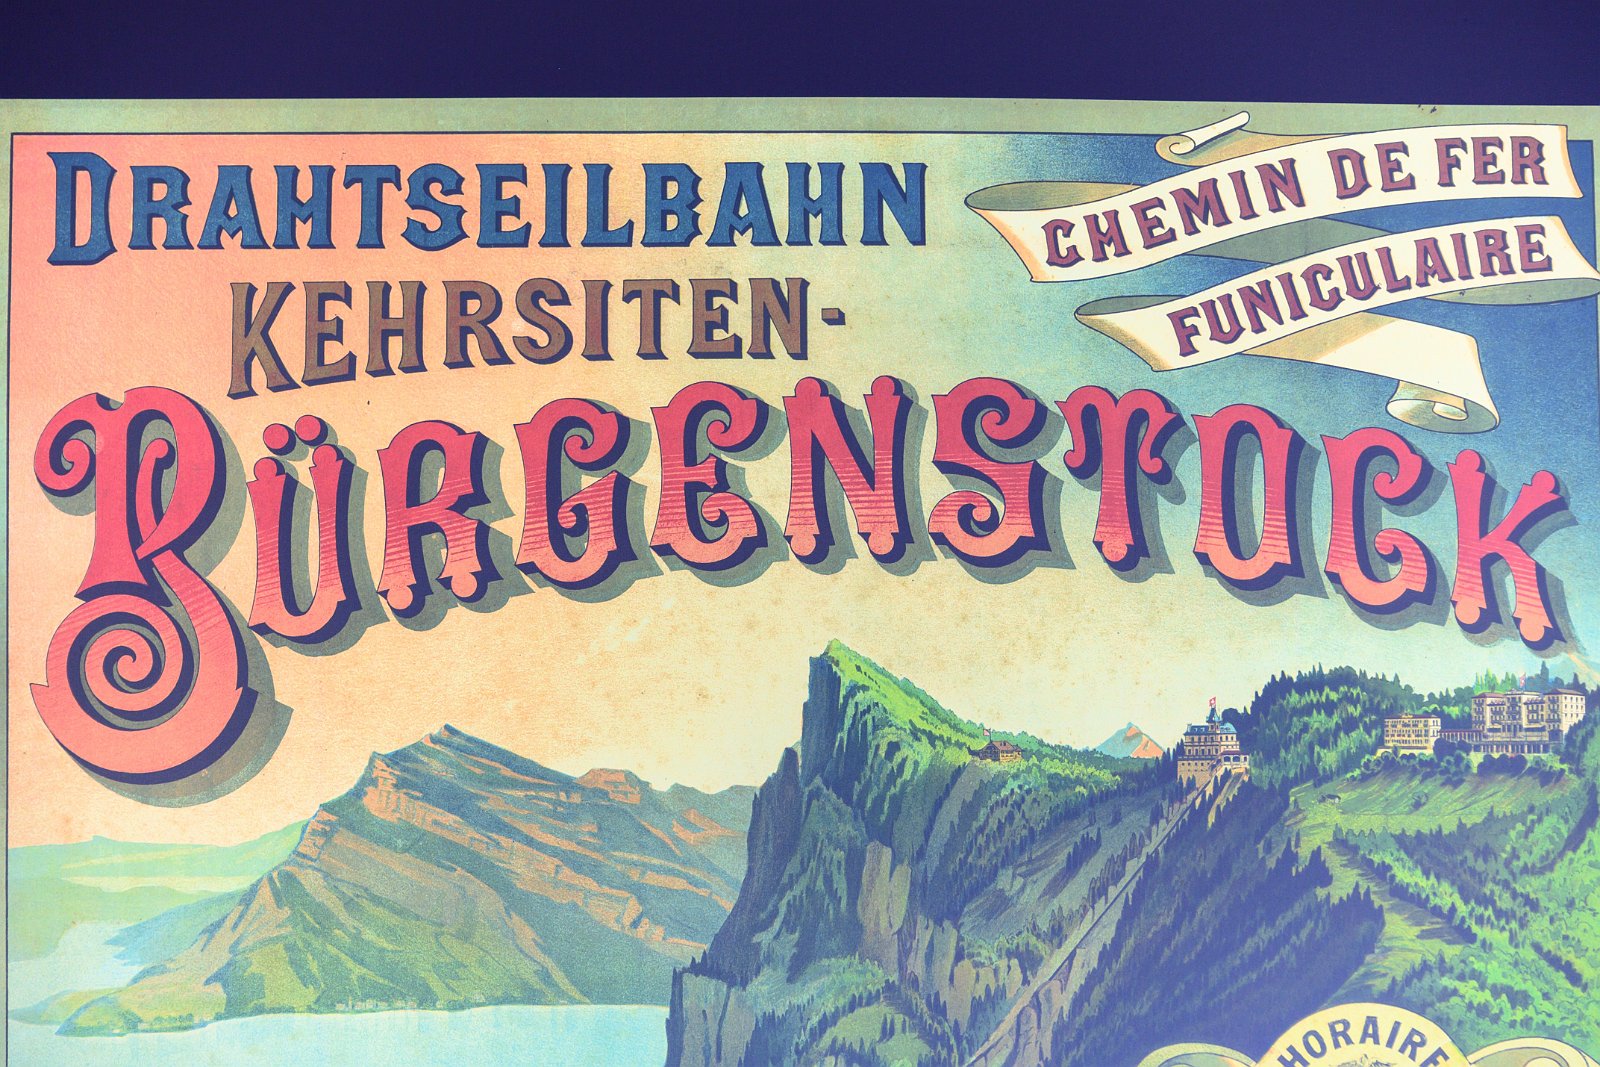 DRAHTSEILBAHN
KEHRSITEN-
BÜRGENSTOCK
CHEMIN DE FER
FUNICULAIRE
HORAIRE